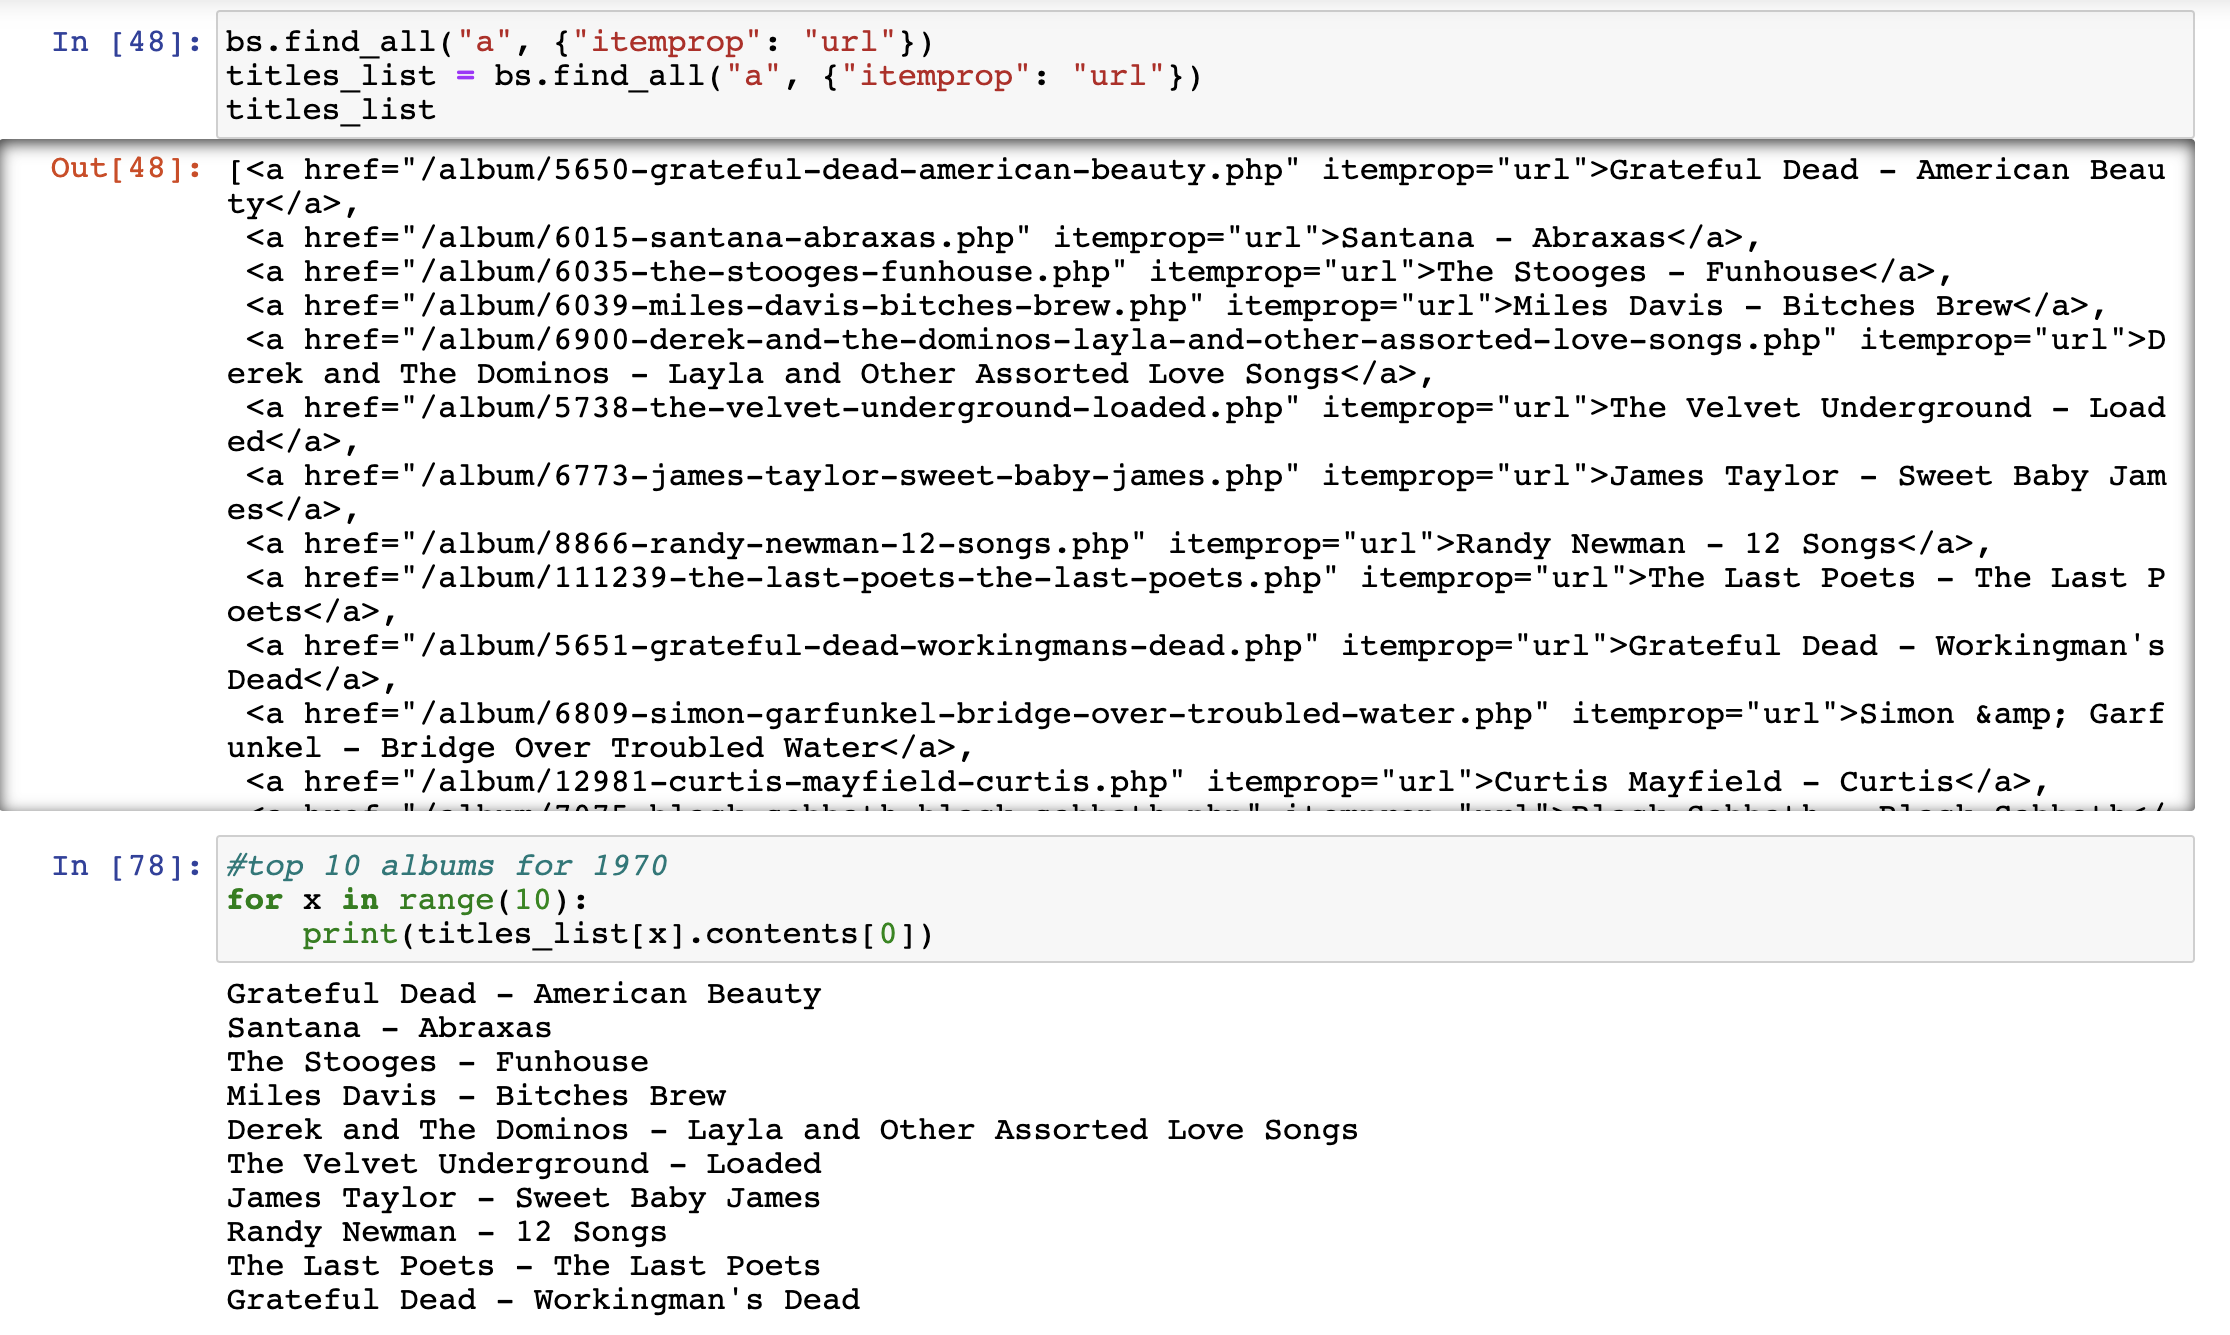 In [48]: bs.find_all("a", {"itemprop": "url"})
titles_list = bs.find_all("a", {"itemprop": "url"})
titles_list
Out[48]: [<a href="/album/5650-grateful-dead-american-beauty.php" itemprop="url">Grateful Dead - American Beau
ty</a>,
<a href="/album/6015-santana-abraxas.php" itemprop="url">Santana - Abraxas</a>,
<a href="/album/6035-the-stooges-funhouse.php" itemprop="url">The Stooges - Funhouse</a>,
<a href="/album/6039-miles-davis-bitches-brew.php" itemprop="url">Miles Davis - Bitches Brew</a>,
<a href="/album/6900-derek-and-the-dominos-layla-and-other-assorted-love-songs.php" itemprop="url">D
erek and The Dominos - Layla and Other Assorted Love Songs</a>,
<a href="/album/5738-the-velvet-underground-loaded.php" itemprop="url">The Velvet Underground - Load
ed</a>,
<a href="/album/6773-james-taylor-sweet-baby-james.php" itemprop="url">James Taylor - Sweet Baby Jam
es</a>,
<a href="/album/8866-randy-newman-12-songs.php" itemprop="url">Randy Newman - 12 Songs</a>,
<a href="/album/111239-the-last-poets-the-last-poets.php" itemprop="url">The Last Poets - The Last P
oets</a>,
<a href="/album/5651-grateful-dead-workingmans-dead.php" itemprop="url">Grateful Dead - Workingman's
Dead</a>,
<a href="/album/6809-simon-garfunkel-bridge-over-troubled-water.php" itemprop="url">Simon &amp; Garf
unkel - Bridge Over Troubled Water</a>,
<a href="/album/12981-curtis-mayfield-curtis.php" itemprop="url">Curtis Mayfield - Curtis</a>,
In [78]: #top 10 albums for 1970
for x in range(10):
print(titles_list[x].contents[0])
Grateful Dead - American Beauty
Santana - Abraxas
The Stooges - Funhouse
Miles Davis - Bitches Brew
Derek and The Dominos - Layla and Other Assorted Love Songs
The Velvet Underground - Loaded
James Taylor - Sweet Baby James
Randy Newman - 12 Songs
The Last Poets - The Last Poets
Grateful Dead - Workingman's Dead